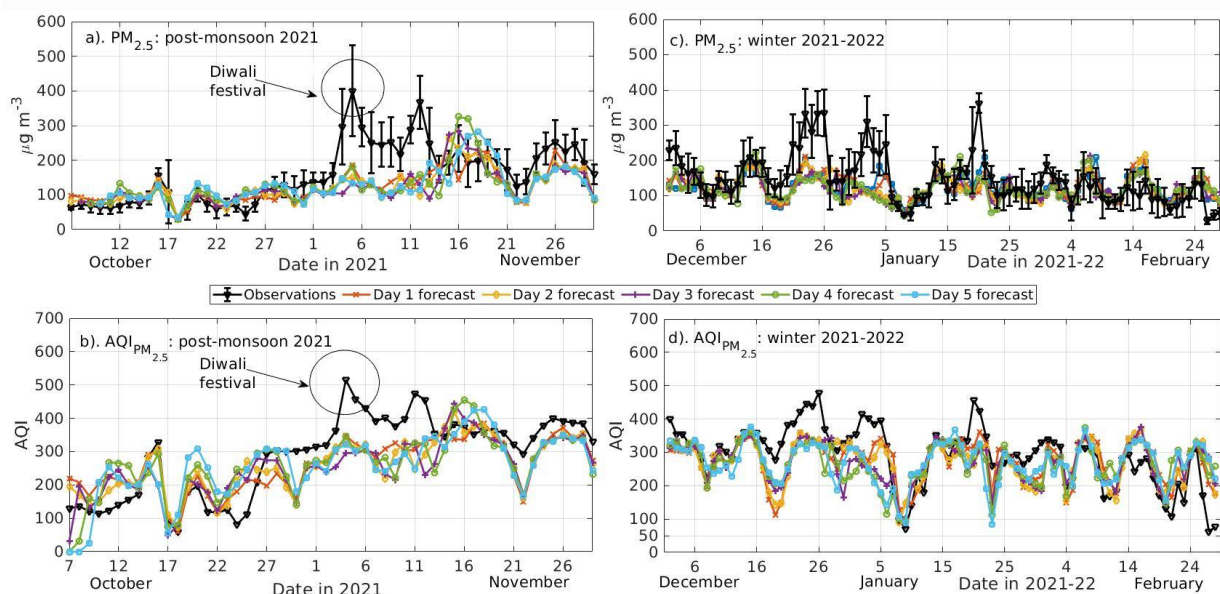 a). PM2.5: post-monsoon 2021
Diwali
festival
μg m-3
600
500
400
300
200
100
0
12 17 22 27 1 6 11 16 21 26
October Date in 2021 November
c). PM2.5: winter 2021-2022
μg m-3
600
500
400
300
200
100
0
6 16 26 5 15 25 4 14 24
December January Date in 2021-22 February
Observations Day 1 forecast Day 2 forecast Day 3 forecast Day 4 forecast Day 5 forecast
b). AQIPM2.5: post-monsoon 2021
Diwali
festival
AQI
700
600
500
400
300
200
100
0
7 12 17 22 27 1 6 11 16 21 26
October Date in 2021 November
d). AQIPM2.5: winter 2021-2022
AQI
700
600
500
400
300
200
100
50
0
6 16 26 5 15 25 4 14 24
December January Date in 2021-22 February